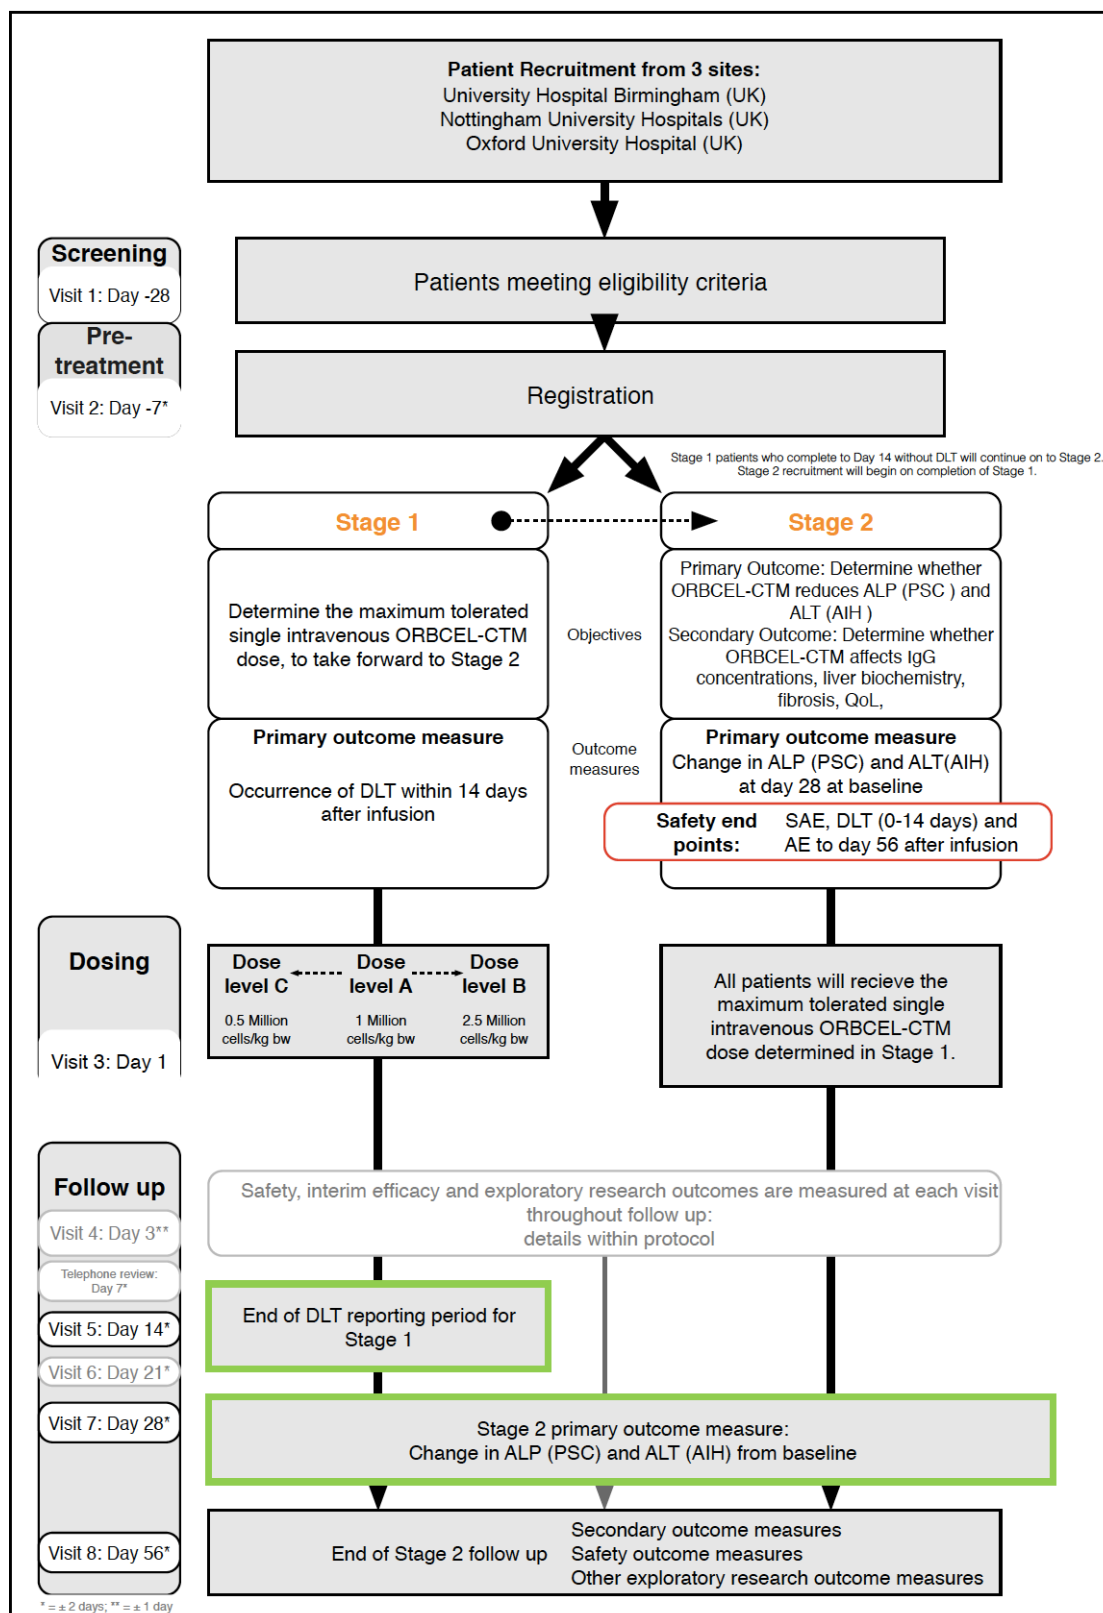 Patient Recruitment from 3 sites:
University Hospital Birmingham (UK)
Nottingham University Hospitals (UK)
Oxford University Hospital (UK)
Screening
Visit 1: Day -28
Patients meeting eligibility criteria
Pre-
treatment
Visit 2: Day -7*
Registration
Stage 1 patients who complete to Day 14 without DLT will continue on to Stage 2.
Stage 2 recruitment will begin on completion of Stage 1.
Stage 1
Stage 2
Determine the maximum tolerated
single intravenous ORBCEL-CTM
dose, to take forward to Stage 2
Objectives
Primary Outcome: Determine whether
ORBCEL-CTM reduces ALP (PSC ) and
ALT (AIH )
Secondary Outcome: Determine whether
ORBCEL-CTM affects IgG
concentrations, liver biochemistry,
fibrosis, QoL,
Primary outcome measure
Occurrence of DLT within 14 days
after infusion
Outcome
measures
Primary outcome measure
Change in ALP (PSC) and ALT(AIH)
at day 28 at baseline
Safety end
points:
SAE, DLT (0-14 days) and
AE to day 56 after infusion
Dosing
Visit 3: Day 1
Dose
level C
Dose
level A
Dose
level B
0.5 Million
cells/kg bw
1 Million
cells/kg bw
2.5 Million
cells/kg bw
All patients will recieve the
maximum tolerated single
intravenous ORBCEL-CTM
dose determined in Stage 1.
Follow up
Visit 4: Day 3**
Telephone review:
Day 7*
Visit 5: Day 14*
Visit 6: Day 21*
Visit 7: Day 28*
Visit 8: Day 56*
Safety, interim efficacy and exploratory research outcomes are measured at each visit
throughout follow up:
details within protocol
End of DLT reporting period for
Stage 1
Stage 2 primary outcome measure:
Change in ALP (PSC) and ALT (AIH) from baseline
End of Stage 2 follow up
Secondary outcome measures
Safety outcome measures
Other exploratory research outcome measures
* = ± 2 days; ** = ± 1 day